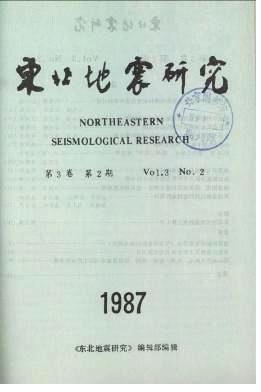 東北地震研究
NORTHEASTERN
SEISMOLOGICAL RESEARCH
第3卷 第2期 Vol.3 No.2
1987
《东北地震研究》 编辑部编辑